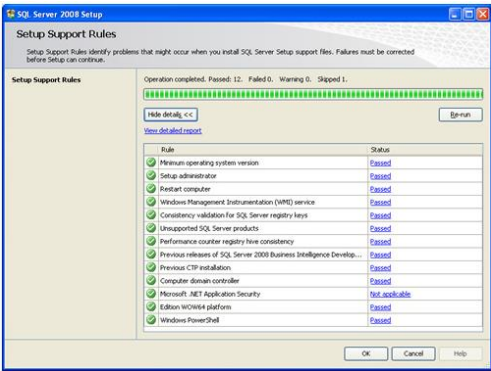 SQL Server 2008 Setup
Setup Support Rules
Setup Support Rules identify problems that might occur when you install SQL Server Setup support files. Failures must be corrected
before Setup can continue.
Setup Support Rules
Operation completed. Passed: 12. Failed 0. Warning 0. Skipped 1.
Hide details << Re-run
View detailed report
Rule Status
Minimum operating system version Passed
Setup administrator Passed
Restart computer Passed
Windows Management Instrumentation (WMI) service Passed
Consistency validation for SQL Server registry keys Passed
Unsupported SQL Server products Passed
Performance counter registry hive consistency Passed
Previous releases of SQL Server 2008 Business Intelligence Develop... Passed
Previous CTP installation Passed
Computer domain controller Passed
Microsoft .NET Application Security Not applicable
Edition WOW64 platform Passed
Windows PowerShell Passed
OK Cancel Help